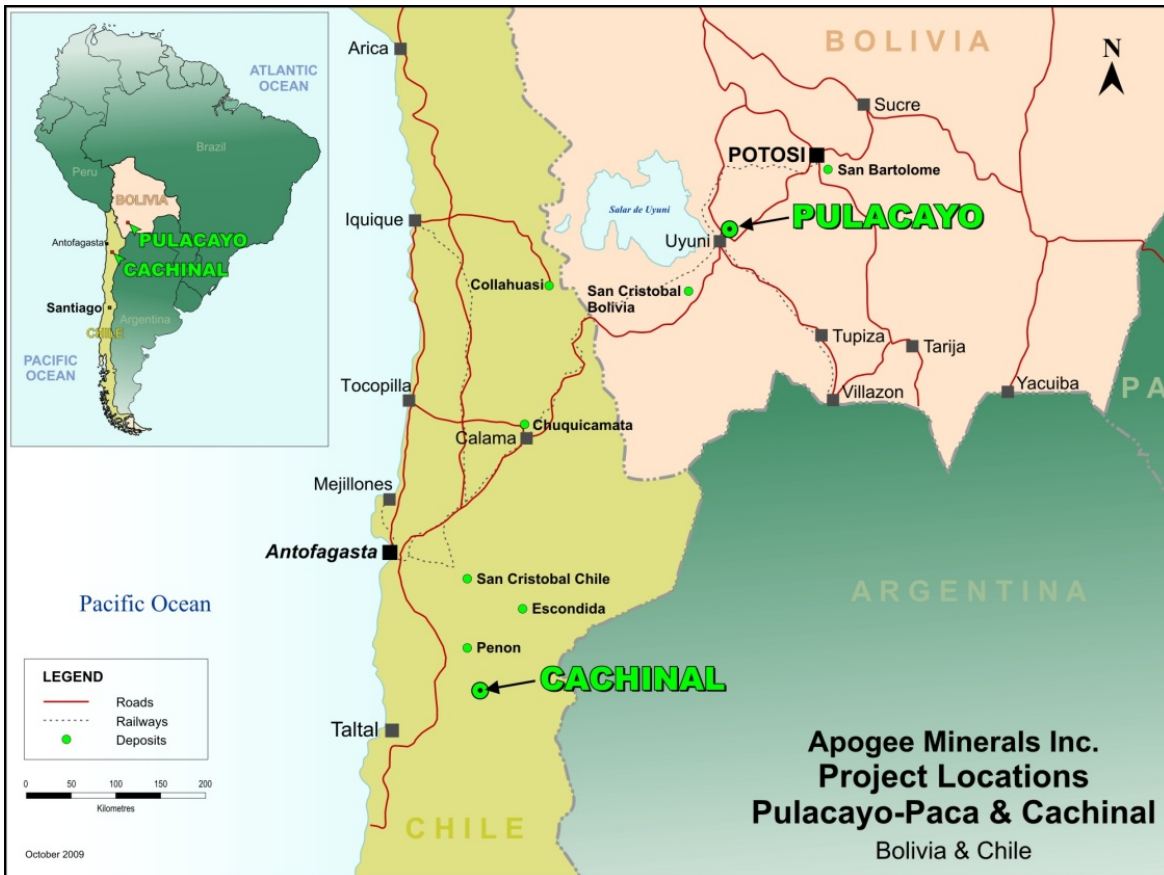 ATLANTIC
OCEAN
Brazil
Peru
BOLIVIA
Antofagasta
PULACAYO
CACHINAL
Santiago
Argentina
CHILE
PACIFIC
OCEAN
BOLIVIA
N
Arica
Sucre
POTOSI
San Bartolome
Salar de Uyuni
PULACAYO
Iquique
Uyuni
Collahuasi
San Cristobal
Bolivia
Tupiza
Tarija
Tocopilla
Villazon
Yacuiba
PA
Chuquicamata
Calama
Mejillones
Antofagasta
San Cristobal Chile
Escondida
ARGENTINA
Pacific Ocean
Penon
CACHINAL
LEGEND
Roads
Railways
Deposits
Taltal
0 50 100 150 200
Kilometres
CHILE
Apogee Minerals Inc.
Project Locations
Pulacayo-Paca & Cachinal
Bolivia & Chile
October 2009